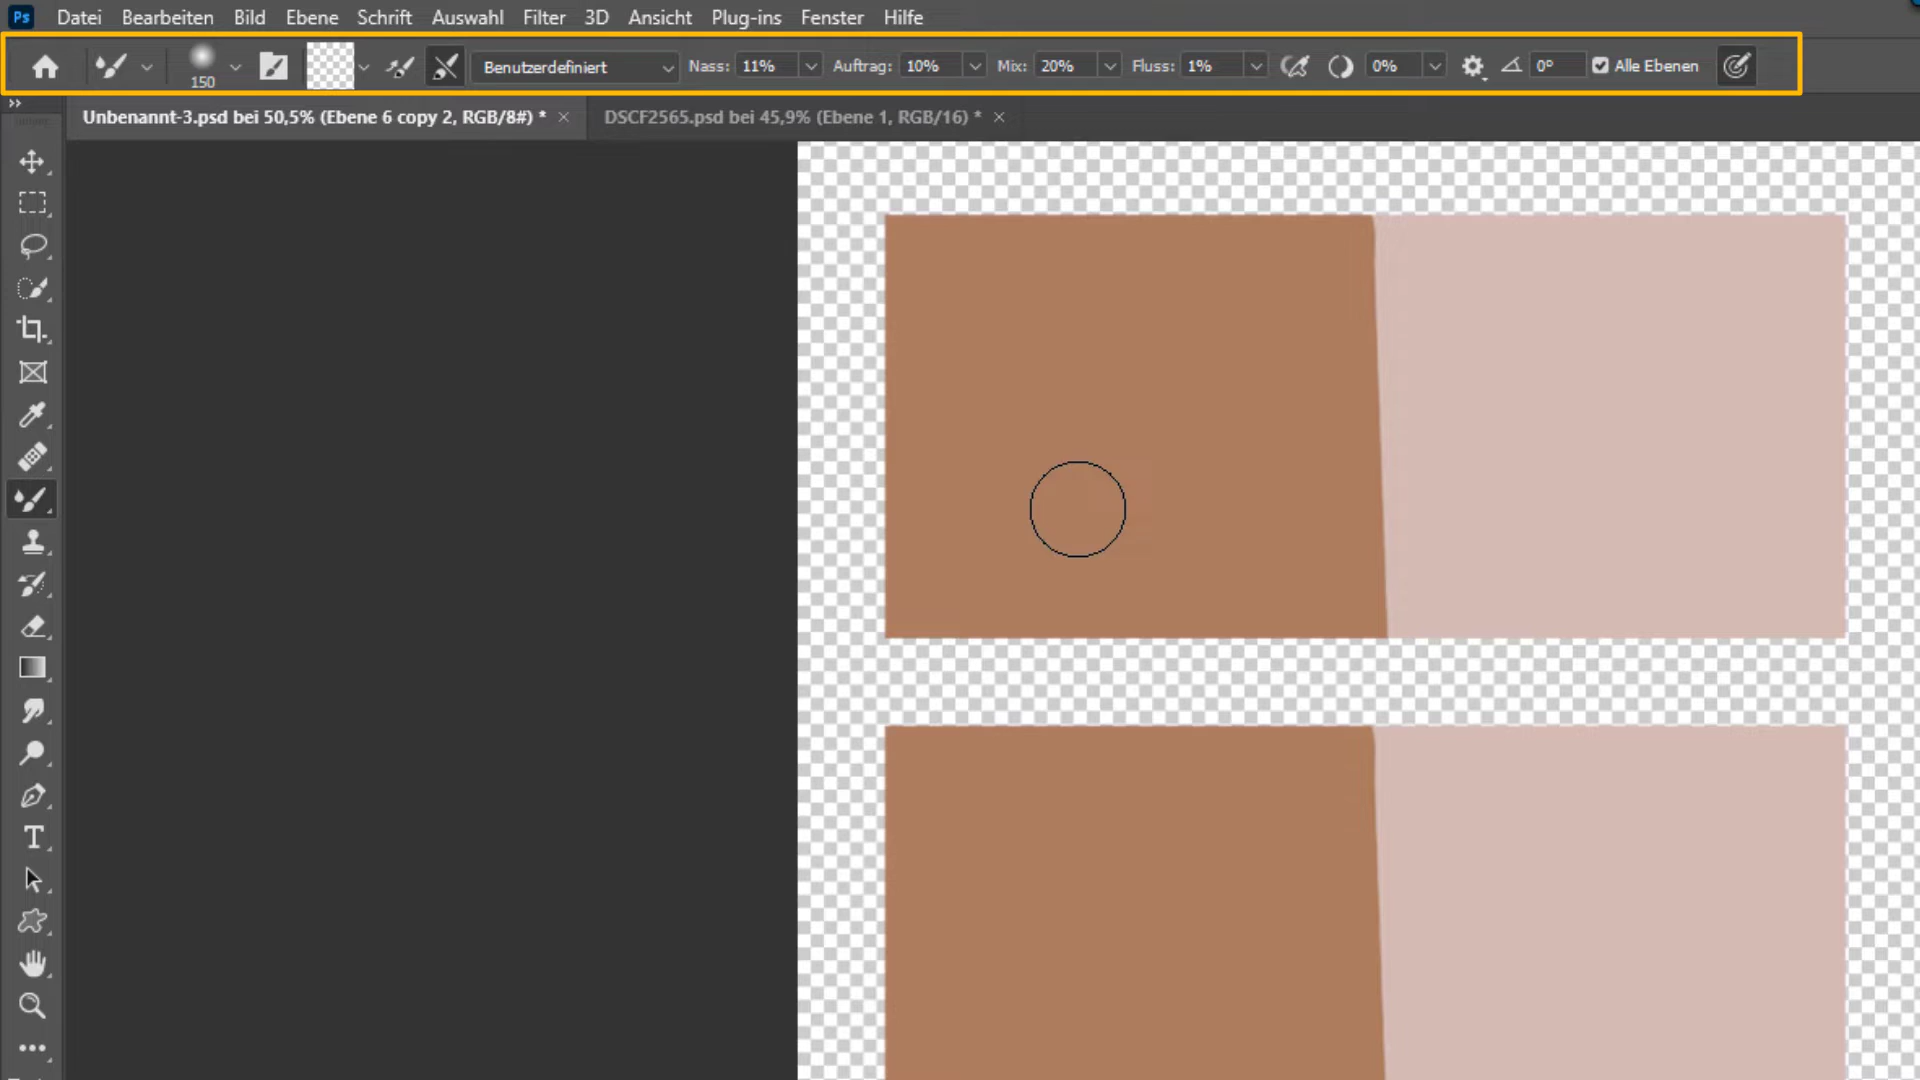 Ps Datei Bearbeiten Bild Ebene Schrift Auswahl Filter 3D Ansicht Plug-ins Fenster Hilfe
150 Benutzerdefiniert Nass: 11% Auftrag: 10% Mix: 20% Fluss: 1% 0% 0° Alle Ebenen
Unbenannt-3.psd bei 50,5% (Ebene 6 copy 2, RGB/8#) * × DSCF2565.psd bei 45,9% (Ebene 1, RGB/16) * ×